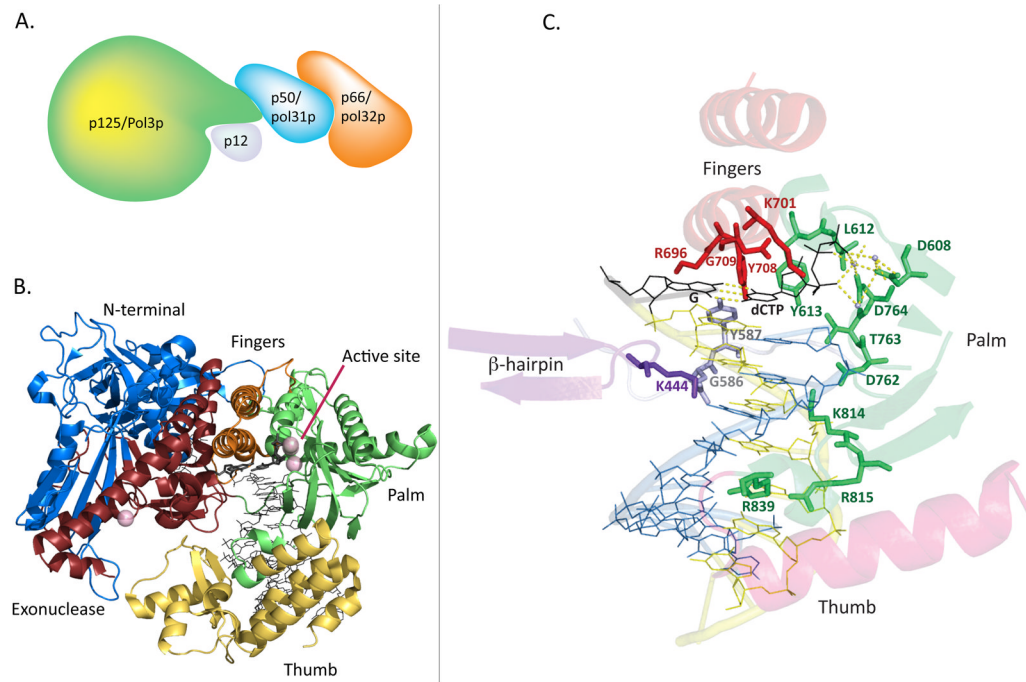 A.
p125/Pol3p
p12
p50/
pol31p
p66/
pol32p
B.
N-terminal
Fingers
Active site
Palm
Exonuclease
Thumb
C.
Fingers
K701
L612
D608
R696
G709
Y708
G
dCTP
Y613
D764
Y587
T763
Palm
β-hairpin
K444
G586
D762
K814
R839
R815
Thumb